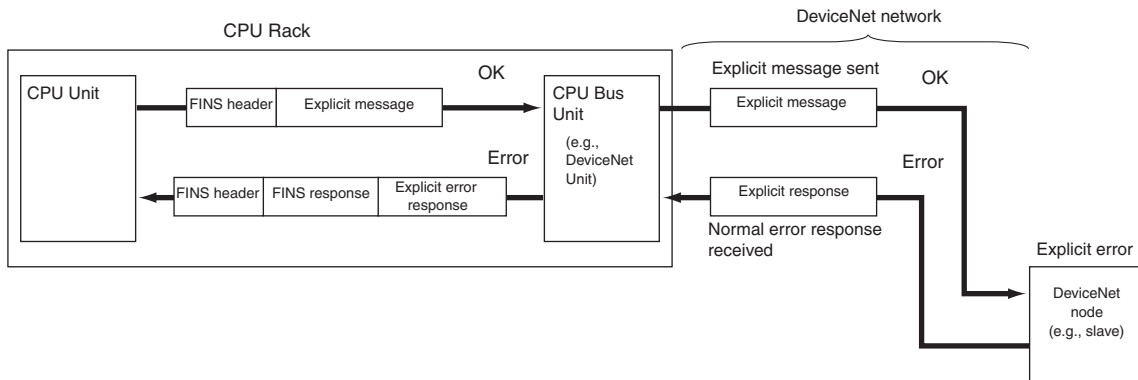 DeviceNet network
CPU Rack
CPU Unit
FINS header
Explicit message
OK
CPU Bus
Unit
(e.g.,
DeviceNet
Unit)
Explicit message sent
Explicit message
OK
Error
FINS header
FINS response
Explicit error
response
Error
Explicit response
Normal error response
received
Explicit error
DeviceNet
node
(e.g., slave)